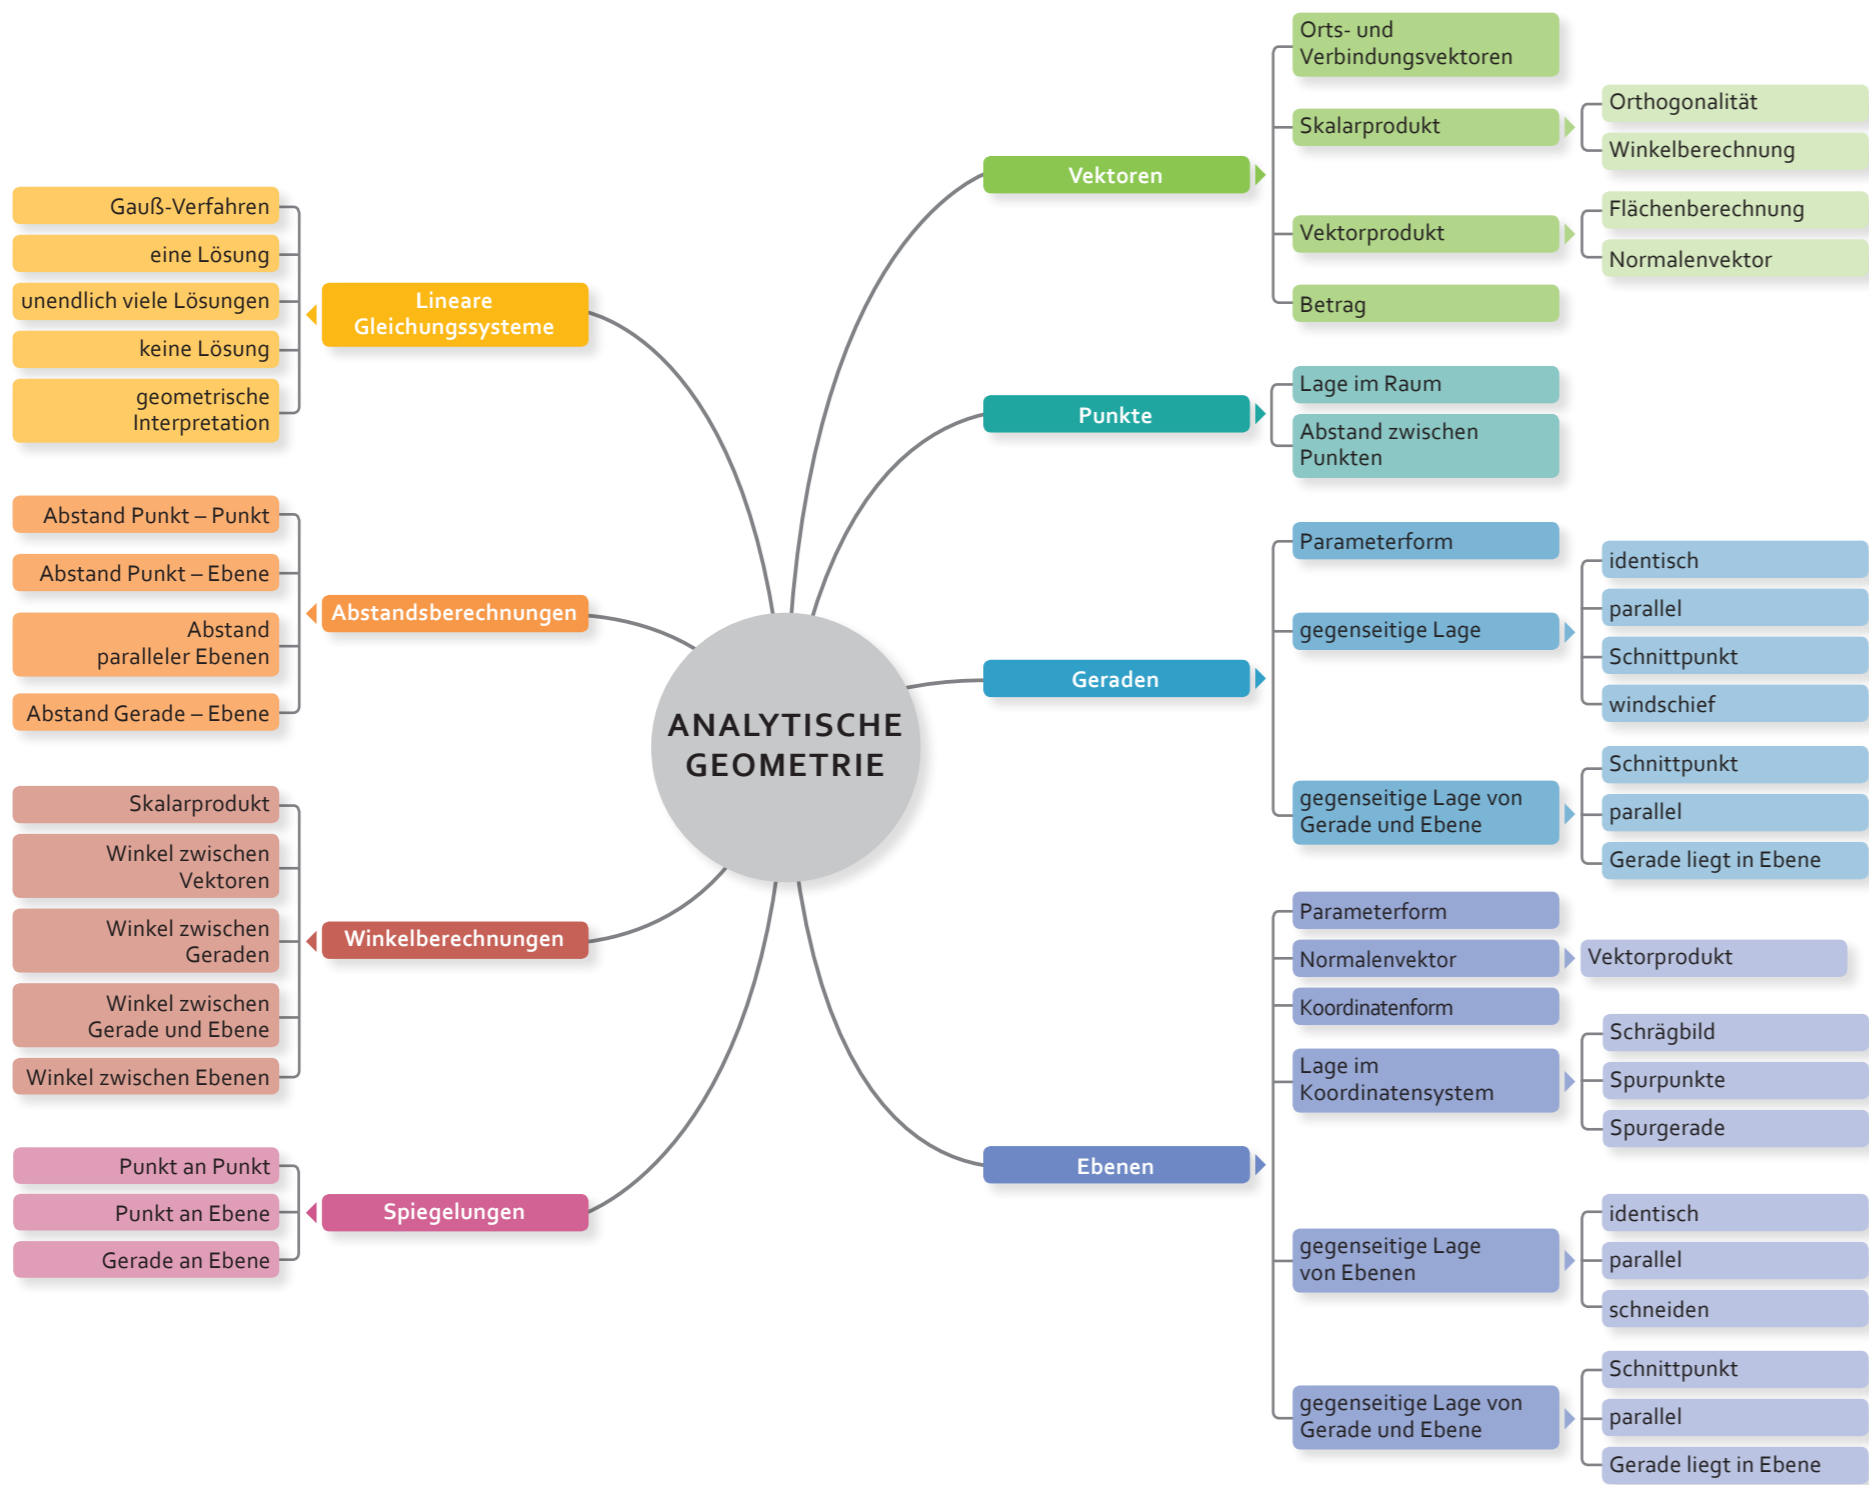 ANALYTISCHE
GEOMETRIE
Vektoren
Orts- und
Verbindungsvektoren
Skalarprodukt
Orthogonalität
Winkelberechnung
Vektorprodukt
Flächenberechnung
Normalenvektor
Betrag
Punkte
Lage im Raum
Abstand zwischen
Punkten
Geraden
Parameterform
gegenseitige Lage
identisch
parallel
Schnittpunkt
windschief
gegenseitige Lage von
Gerade und Ebene
Schnittpunkt
parallel
Gerade liegt in Ebene
Ebenen
Parameterform
Normalenvektor
Vektorprodukt
Koordinatenform
Lage im
Koordinatensystem
Schrägbild
Spurpunkte
Spurgerade
gegenseitige Lage
von Ebenen
identisch
parallel
schneiden
gegenseitige Lage von
Gerade und Ebene
Schnittpunkt
parallel
Gerade liegt in Ebene
Lineare
Gleichungssysteme
Gauß-Verfahren
eine Lösung
unendlich viele Lösungen
keine Lösung
geometrische
Interpretation
Abstandsberechnungen
Abstand Punkt – Punkt
Abstand Punkt – Ebene
Abstand
paralleler Ebenen
Abstand Gerade – Ebene
Winkelberechnungen
Skalarprodukt
Winkel zwischen
Vektoren
Winkel zwischen
Geraden
Winkel zwischen
Gerade und Ebene
Winkel zwischen Ebenen
Spiegelungen
Punkt an Punkt
Punkt an Ebene
Gerade an Ebene